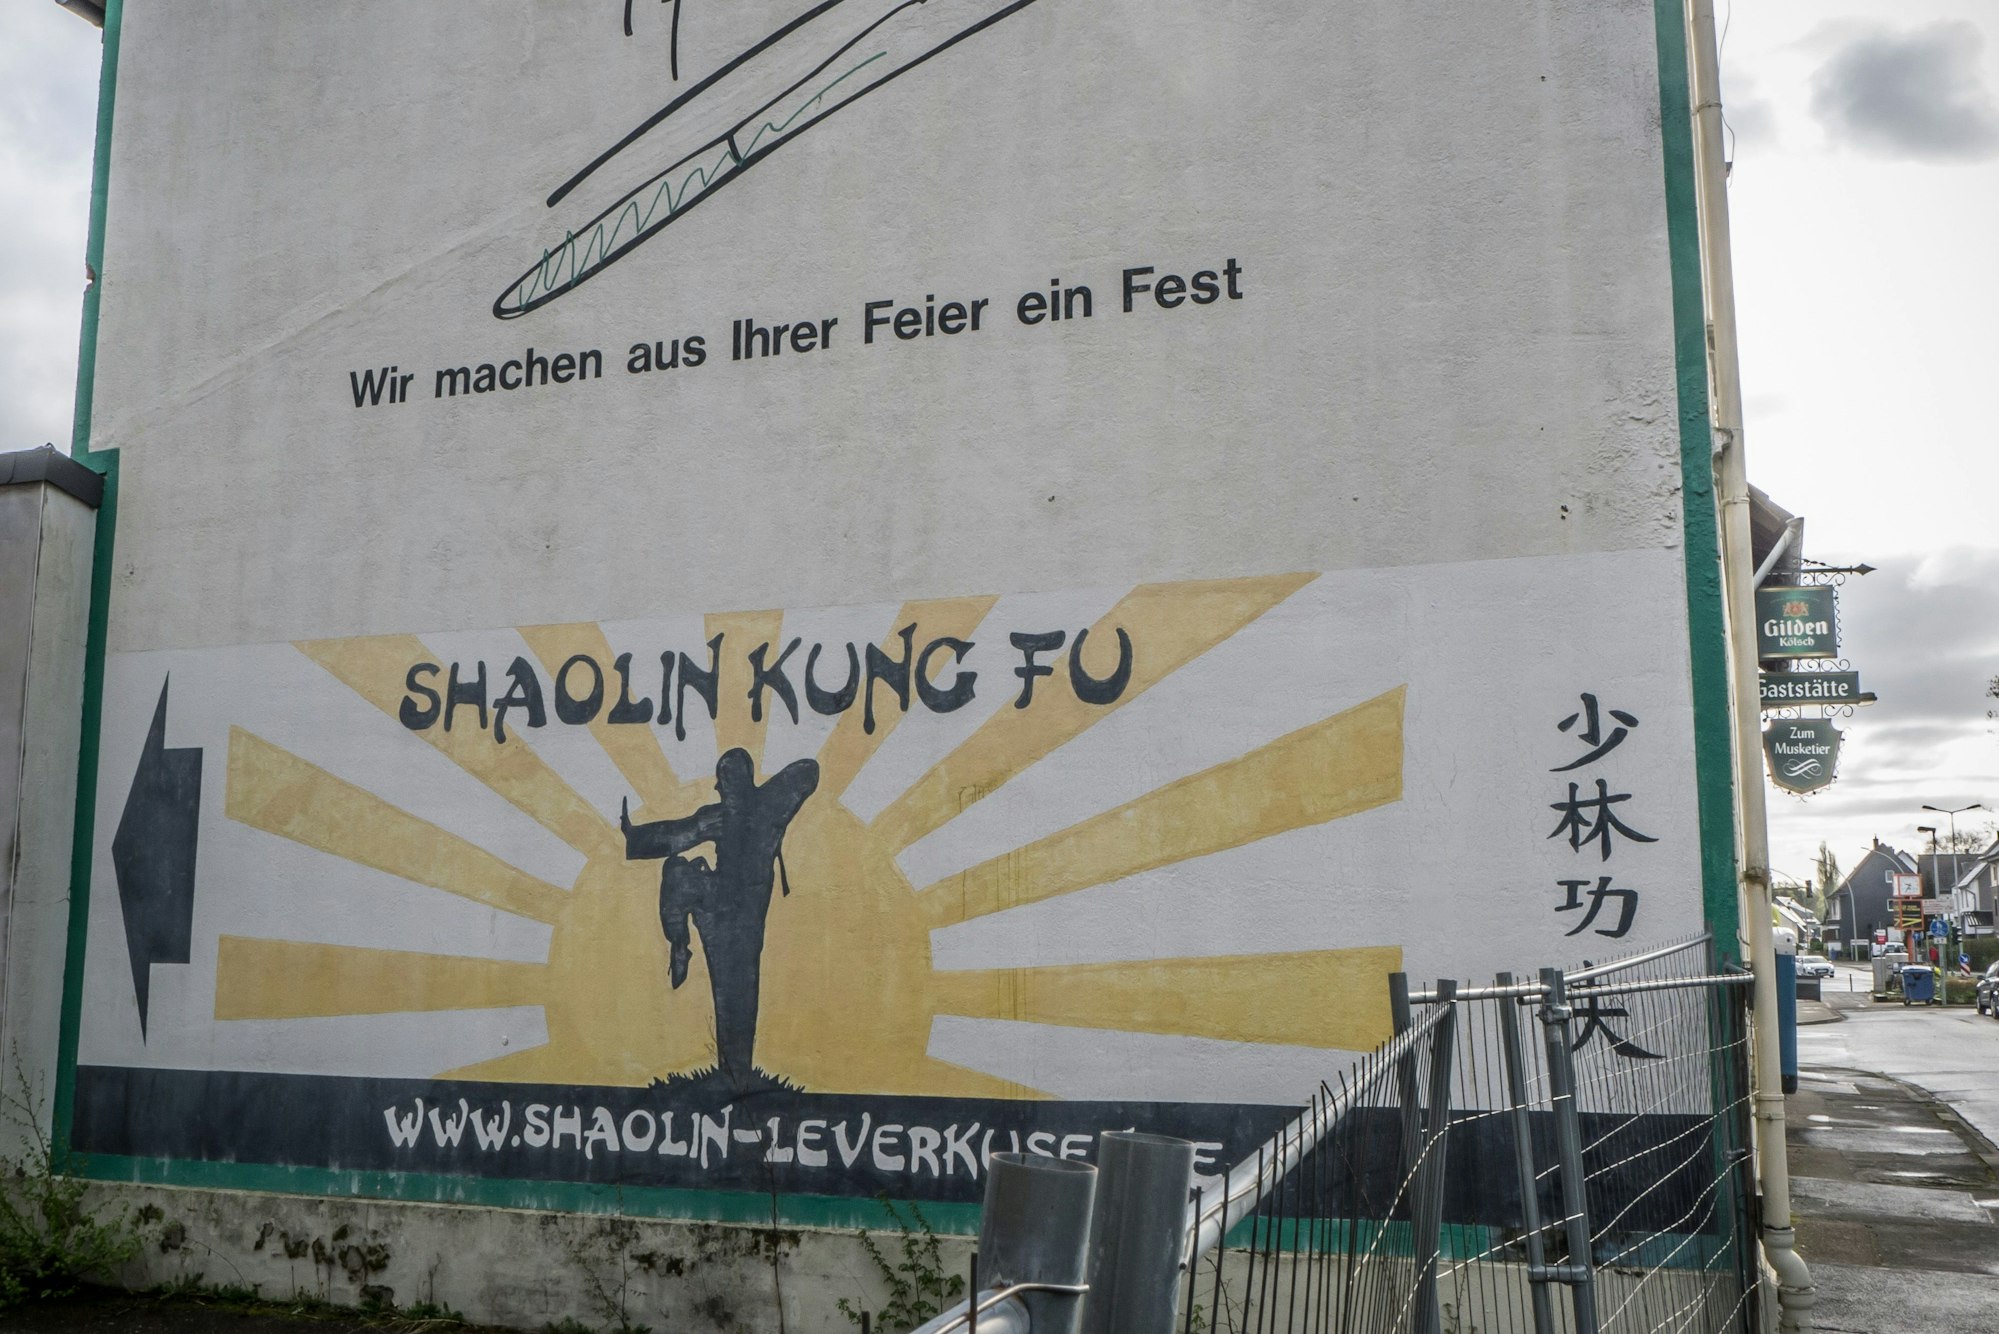 Wir machen aus Ihrer Feier ein Fest
SHAOLIN KUNG FU
少林功夫
WWW.SHAOLIN-LEVERKUSE
Gilden
Kölsch
Gaststätte
Zum
Musketier